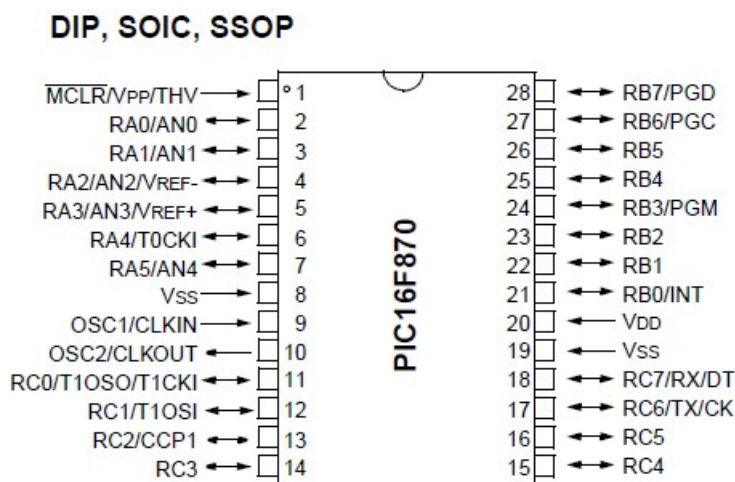 DIP, SOIC, SSOP
MCLR/VPP/THV 1 28 RB7/PGD
RA0/AN0 2 27 RB6/PGC
RA1/AN1 3 26 RB5
RA2/AN2/VREF- 4 25 RB4
RA3/AN3/VREF+ 5 24 RB3/PGM
RA4/T0CKI 6 23 RB2
RA5/AN4 7 22 RB1
VSS 8 21 RB0/INT
OSC1/CLKIN 9 20 VDD
OSC2/CLKOUT 10 19 VSS
RC0/T1OSO/T1CKI 11 18 RC7/RX/DT
RC1/T1OSI 12 17 RC6/TX/CK
RC2/CCP1 13 16 RC5
RC3 14 15 RC4
PIC16F870